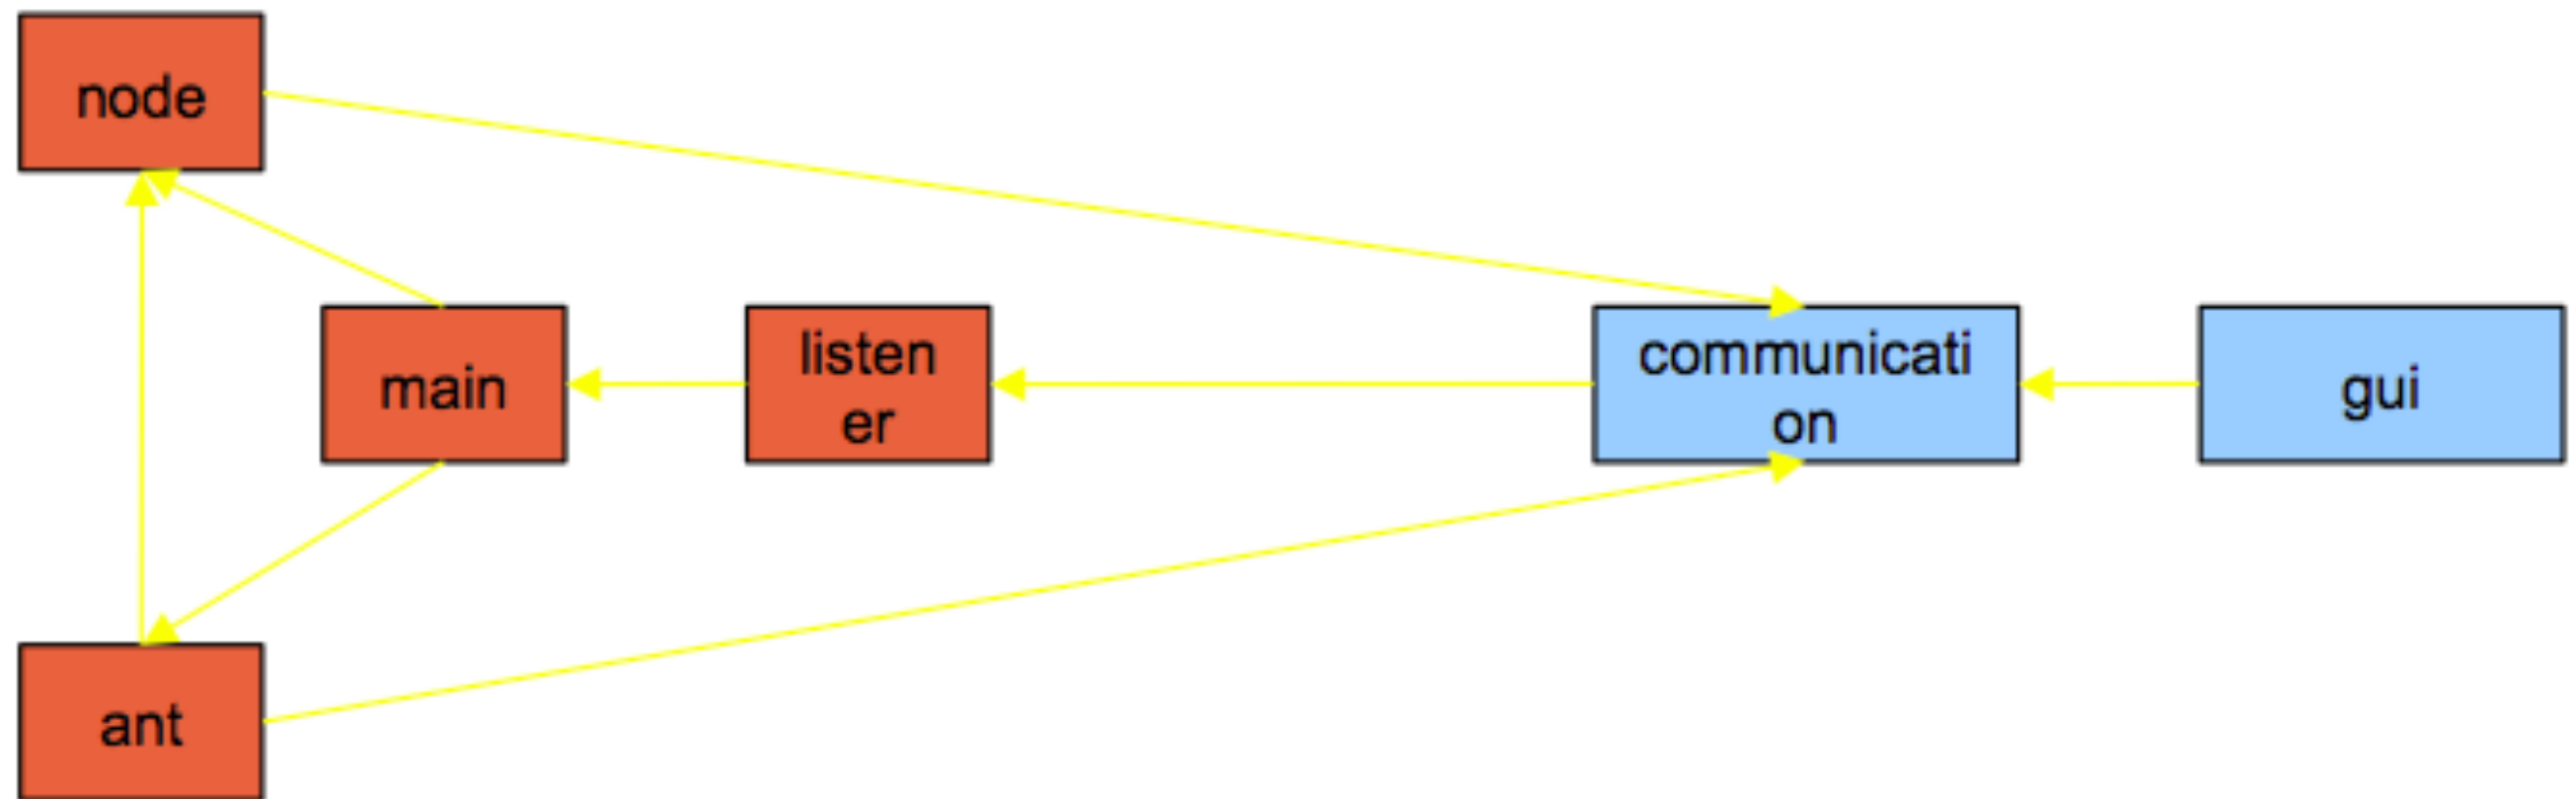 node
main
listen
er
communicati
on
gui
ant